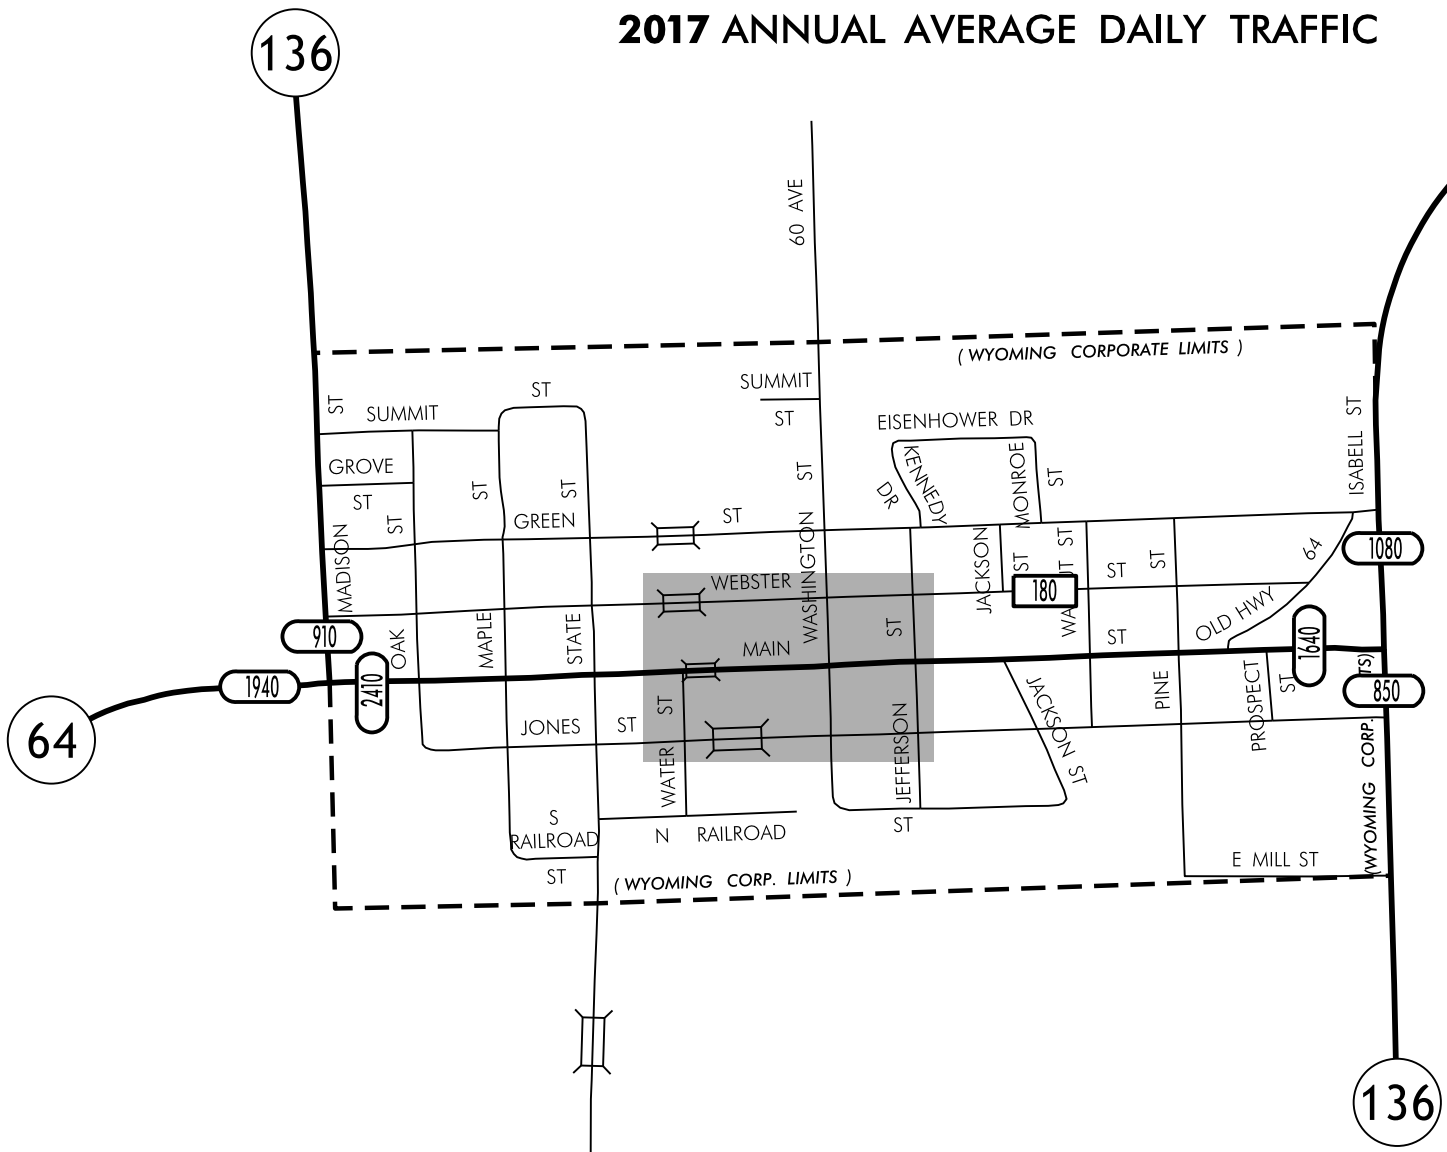 2017 ANNUAL AVERAGE DAILY TRAFFIC
136
60 AVE
( WYOMING CORPORATE LIMITS )
SUMMIT
ST
ST
ST
SUMMIT
ST
EISENHOWER DR
ISABELL ST
GROVE
ST
ST
ST
ST
ST
KENNEDY
DR
MONROE
ST
GREEN
ST
MADISON
WASHINGTON
JACKSON
ST
ST
ST
ST
64
1080
WEBSTER
180
OLD HWY
910
OAK
MAPLE
STATE
MAIN
ST
ST
1640
1940
2410
64
JONES
ST
ST
WATER
JEFFERSON
JACKSON ST
PINE
PROSPECT
ST
850
S
RAILROAD
ST
N RAILROAD
ST
E MILL ST
(WYOMING CORP.
( WYOMING CORP. LIMITS )
136